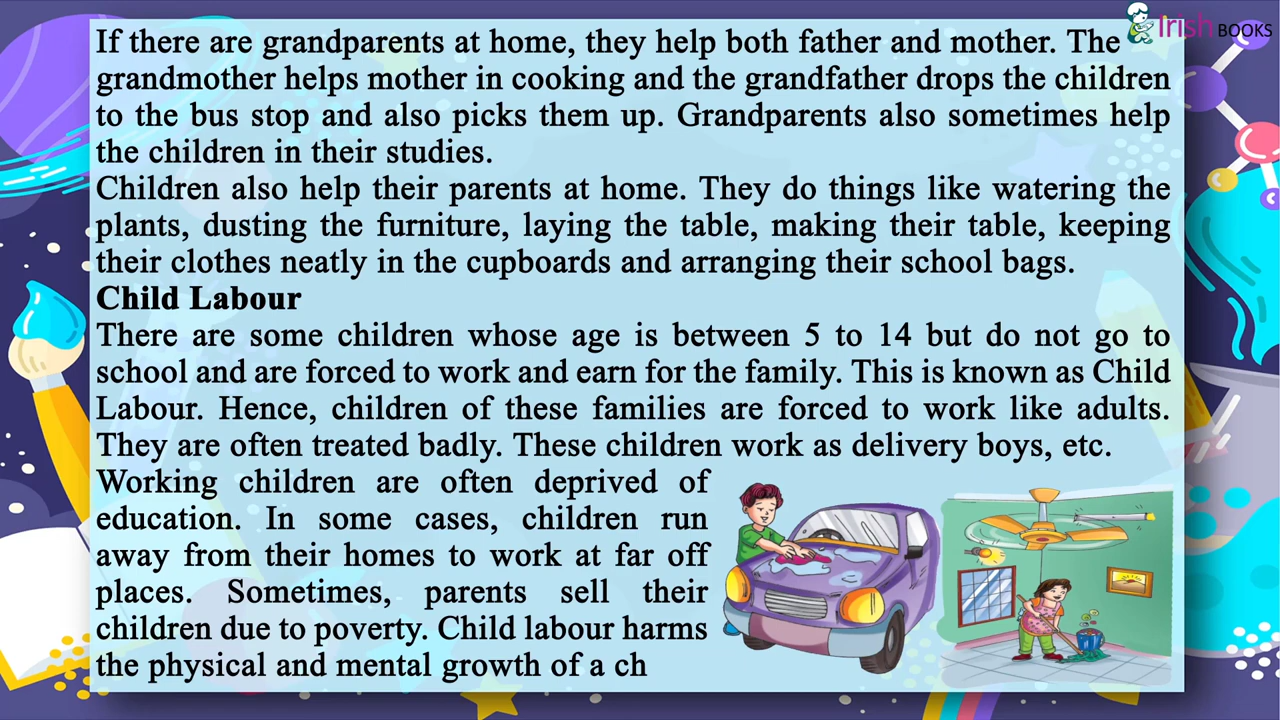 Irish BOOKS
If there are grandparents at home, they help both father and mother. The
grandmother helps mother in cooking and the grandfather drops the children
to the bus stop and also picks them up. Grandparents also sometimes help
the children in their studies.
Children also help their parents at home. They do things like watering the
plants, dusting the furniture, laying the table, making their table, keeping
their clothes neatly in the cupboards and arranging their school bags.
Child Labour
There are some children whose age is between 5 to 14 but do not go to
school and are forced to work and earn for the family. This is known as Child
Labour. Hence, children of these families are forced to work like adults.
They are often treated badly. These children work as delivery boys, etc.
Working children are often deprived of
education. In some cases, children run
away from their homes to work at far off
places. Sometimes, parents sell their
children due to poverty. Child labour harms
the physical and mental growth of a ch